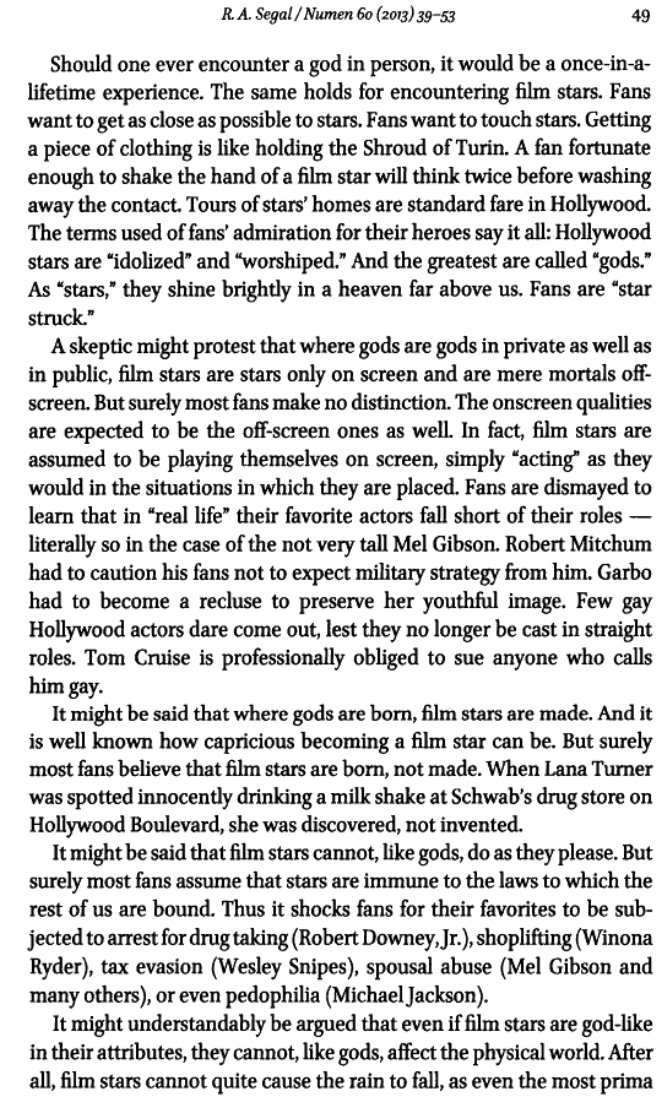 R. A. Segal / Numen 60 (2013) 39–53 49
Should one ever encounter a god in person, it would be a once-in-a-
lifetime experience. The same holds for encountering film stars. Fans
want to get as close as possible to stars. Fans want to touch stars. Getting
a piece of clothing is like holding the Shroud of Turin. A fan fortunate
enough to shake the hand of a film star will think twice before washing
away the contact. Tours of stars’ homes are standard fare in Hollywood.
The terms used of fans’ admiration for their heroes say it all: Hollywood
stars are “idolized” and “worshiped.” And the greatest are called “gods.”
As “stars,” they shine brightly in a heaven far above us. Fans are “star
struck.”
A skeptic might protest that where gods are gods in private as well as
in public, film stars are stars only on screen and are mere mortals off-
screen. But surely most fans make no distinction. The onscreen qualities
are expected to be the off-screen ones as well. In fact, film stars are
assumed to be playing themselves on screen, simply “acting” as they
would in the situations in which they are placed. Fans are dismayed to
learn that in “real life” their favorite actors fall short of their roles —
literally so in the case of the not very tall Mel Gibson. Robert Mitchum
had to caution his fans not to expect military strategy from him. Garbo
had to become a recluse to preserve her youthful image. Few gay
Hollywood actors dare come out, lest they no longer be cast in straight
roles. Tom Cruise is professionally obliged to sue anyone who calls
him gay.
It might be said that where gods are born, film stars are made. And it
is well known how capricious becoming a film star can be. But surely
most fans believe that film stars are born, not made. When Lana Turner
was spotted innocently drinking a milk shake at Schwab’s drug store on
Hollywood Boulevard, she was discovered, not invented.
It might be said that film stars cannot, like gods, do as they please. But
surely most fans assume that stars are immune to the laws to which the
rest of us are bound. Thus it shocks fans for their favorites to be sub-
jected to arrest for drug taking (Robert Downey, Jr.), shoplifting (Winona
Ryder), tax evasion (Wesley Snipes), spousal abuse (Mel Gibson and
many others), or even pedophilia (Michael Jackson).
It might understandably be argued that even if film stars are god-like
in their attributes, they cannot, like gods, affect the physical world. After
all, film stars cannot quite cause the rain to fall, as even the most prima